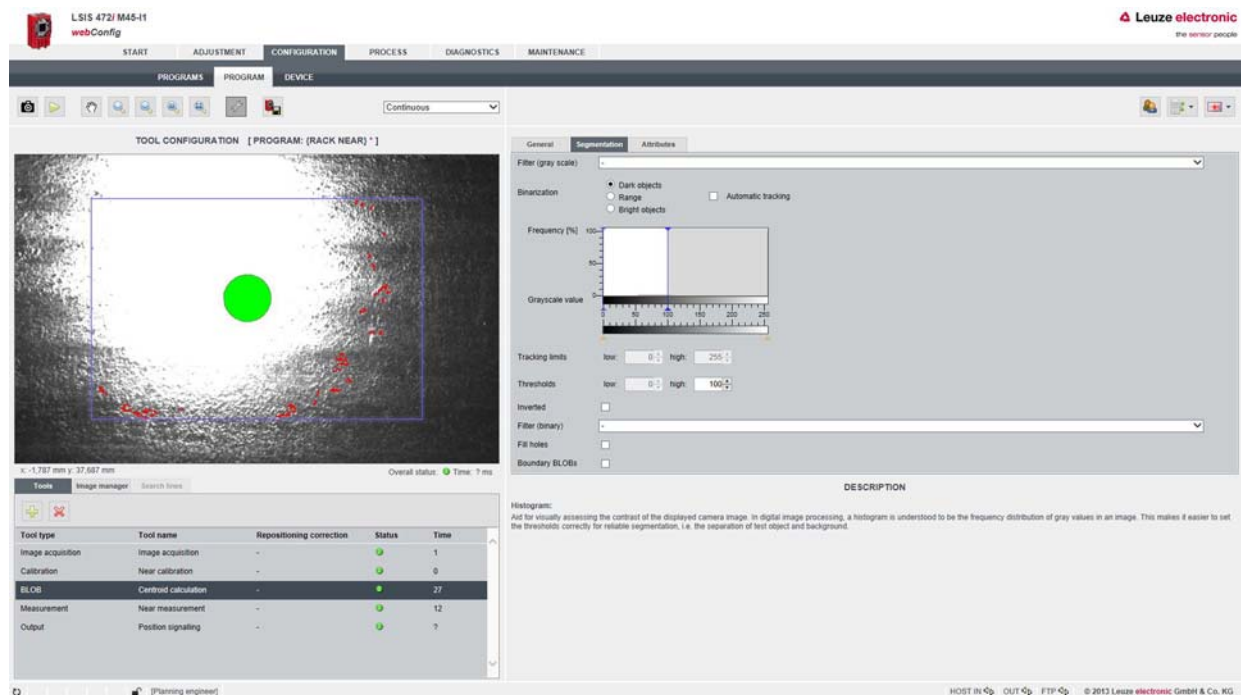 LSIS 472i M45-I1
webConfig
Leuze electronic
the sensor people
START ADJUSTMENT CONFIGURATION PROCESS DIAGNOSTICS MAINTENANCE
PROGRAMS PROGRAM DEVICE
Continuous
TOOL CONFIGURATION [ PROGRAM: (RACK NEAR) * ]
x: -1,787 mm y: 37,687 mm
Overall status: Time: ? ms
Tools Image manager Search lines
Tool type Tool name Repositioning correction Status Time
Image acquisition Image acquisition - 1
Calibration Near calibration - 0
BLOB Centroid calculation - 27
Measurement Near measurement - 12
Output Position signalling - ?
General Segmentation Attributes
Filter (gray scale) -
Binarization
Dark objects
Range
Bright objects
Automatic tracking
Frequency [%] 100
50
0
Grayscale value
0 50 100 150 200 250
Tracking limits low: 0 high: 255
Thresholds low: 0 high: 100
Inverted
Filter (binary) -
Fill holes
Boundary BLOBs
DESCRIPTION
Histogram:
Aid for visually assessing the contrast of the displayed camera image. In digital image processing, a histogram is understood to be the frequency distribution of gray values in an image. This makes it easier to set
the thresholds correctly for reliable segmentation, i.e. the separation of test object and background.
[Planning engineer]
HOST IN OUT FTP © 2013 Leuze electronic GmbH & Co. KG